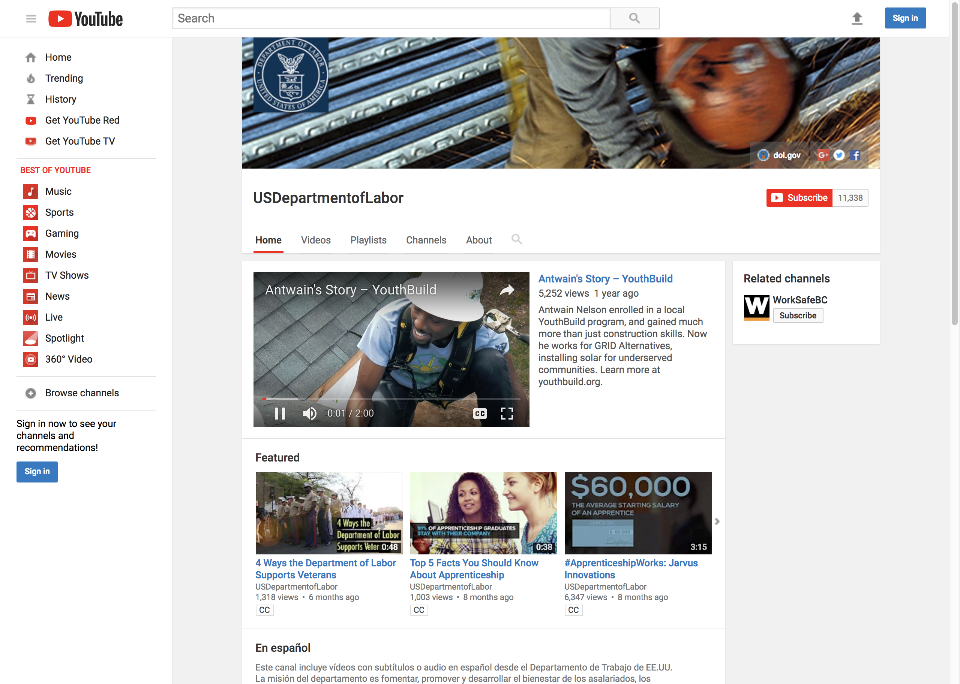 YouTube
Search
Sign in
Home
Trending
History
Get YouTube Red
Get YouTube TV
BEST OF YOUTUBE
Music
Sports
Gaming
Movies
TV Shows
News
Live
Spotlight
360° Video
Browse channels
Sign in now to see your
channels and
recommendations!
Sign in
DEPARTMENT OF LABOR
UNITED STATES OF AMERICA
dol.gov
USDepartmentofLabor
Subscribe 11,338
Home Videos Playlists Channels About
Antwain's Story – YouthBuild
0:01 / 2:00
CC
Antwain's Story – YouthBuild
5,252 views 1 year ago
Antwain Nelson enrolled in a local
YouthBuild program, and gained much
more than just construction skills. Now
he works for GRID Alternatives,
installing solar for underserved
communities. Learn more at
youthbuild.org.
Related channels
W
WorkSafeBC
Subscribe
Featured
4 Ways the
Department of Labor
Supports Veter
0:48
4 Ways the Department of Labor
Supports Veterans
USDepartmentofLabor
1,318 views • 6 months ago
CC
OF APPRENTICESHIP GRADUATES
STAY WITH THEIR COMPANY
0:38
Top 5 Facts You Should Know
About Apprenticeship
USDepartmentofLabor
1,003 views • 8 months ago
CC
$60,000
THE AVERAGE STARTING SALARY
OF AN APPRENTICE
3:15
#ApprenticeshipWorks: Jarvus
Innovations
USDepartmentofLabor
6,347 views • 8 months ago
CC
En español
Este canal incluye vídeos con subtítulos o audio en español desde el Departamento de Trabajo de EE.UU.
La misión del departamento es fomentar, promover y desarrollar el bienestar de los asalariados, los